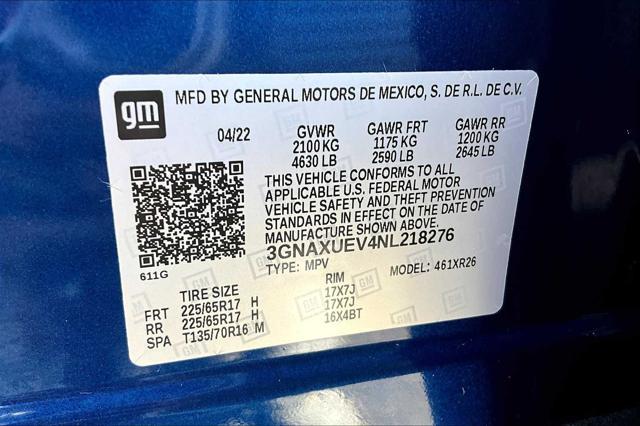 gm MFD BY GENERAL MOTORS DE MEXICO, S. DE R.L. DE C.V.
04/22 GVWR GAWR FRT GAWR RR
2100 KG 1175 KG 1200 KG
4630 LB 2590 LB 2645 LB
THIS VEHICLE CONFORMS TO ALL
APPLICABLE U.S. FEDERAL MOTOR
VEHICLE SAFETY AND THEFT PREVENTION
STANDARDS IN EFFECT ON THE DATE OF
MANUFACTURE SHOWN ABOVE.
3GNAXUEV4NL218276
611G TYPE: MPV MODEL: 461XR26
TIRE SIZE RIM
FRT 225/65R17 H 17X7J
RR 225/65R17 H 17X7J
SPA T135/70R16 M 16X4BT